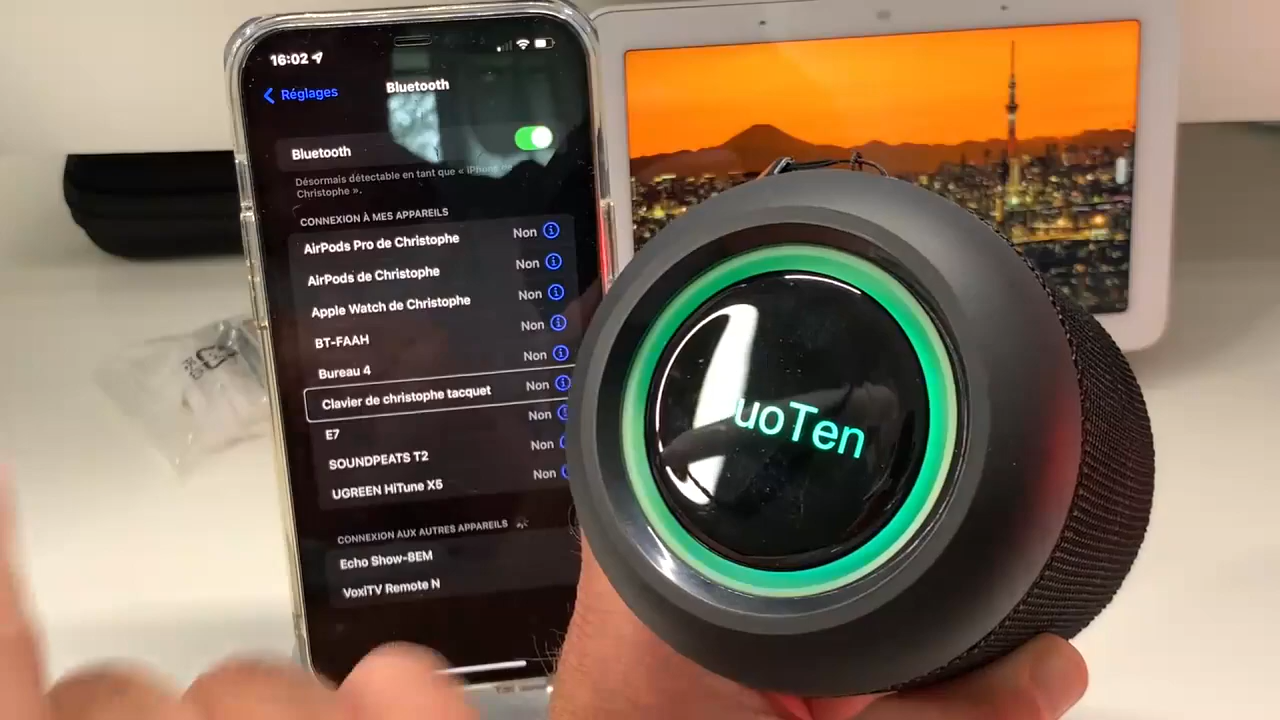 16:02
Réglages
Bluetooth
Bluetooth
Désormais détectable en tant que « iPhone
Christophe ».
CONNEXION À MES APPAREILS
AirPods Pro de Christophe Non
AirPods de Christophe Non
Apple Watch de Christophe Non
BT-FAAH Non
Bureau 4 Non
Clavier de christophe tacquet Non
E7 Non
SOUNDPEATS T2 Non
UGREEN HiTune X5 Non
CONNEXION AUX AUTRES APPAREILS
Echo Show-BEM
VoxiTV Remote N
uoTen